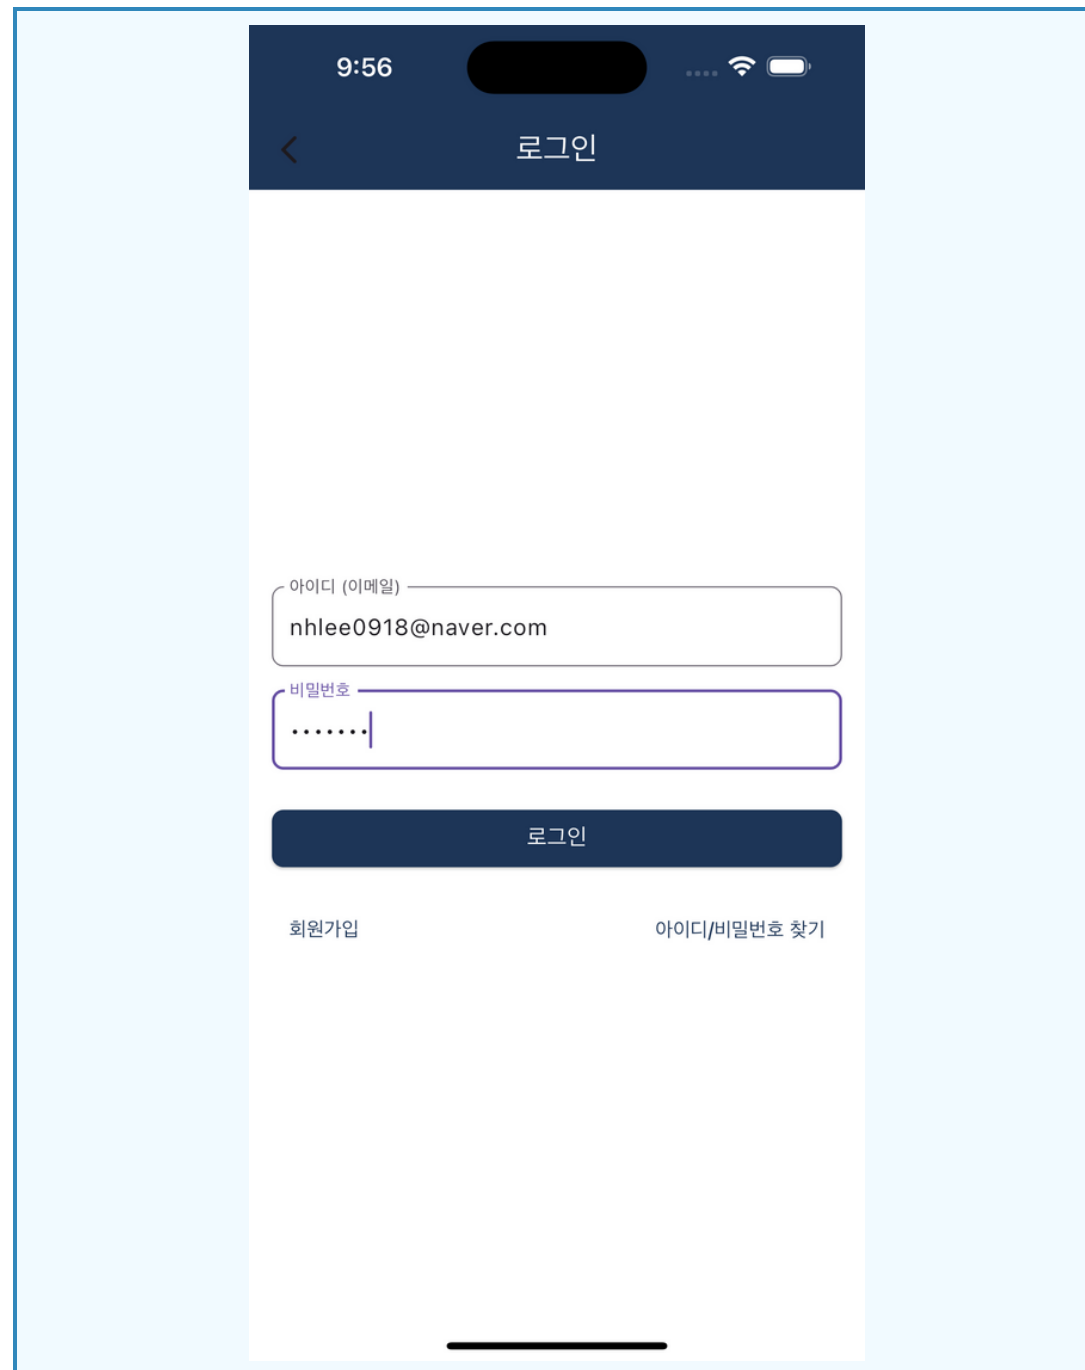 9:56
로그인
아이디 (이메일)
nhlee0918@naver.com
비밀번호
•••••••
로그인
회원가입
아이디/비밀번호 찾기